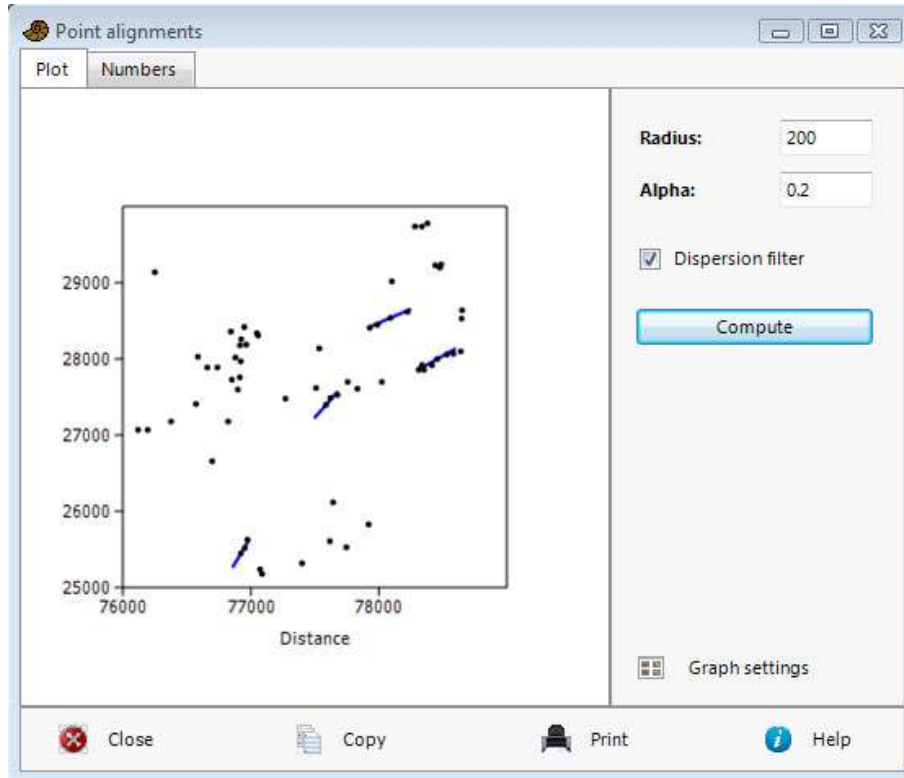 Point alignments
Plot Numbers
Radius: 200
Alpha: 0.2
Dispersion filter
Compute
29000
28000
27000
26000
25000
76000 77000 78000
Distance
Graph settings
Close Copy Print Help